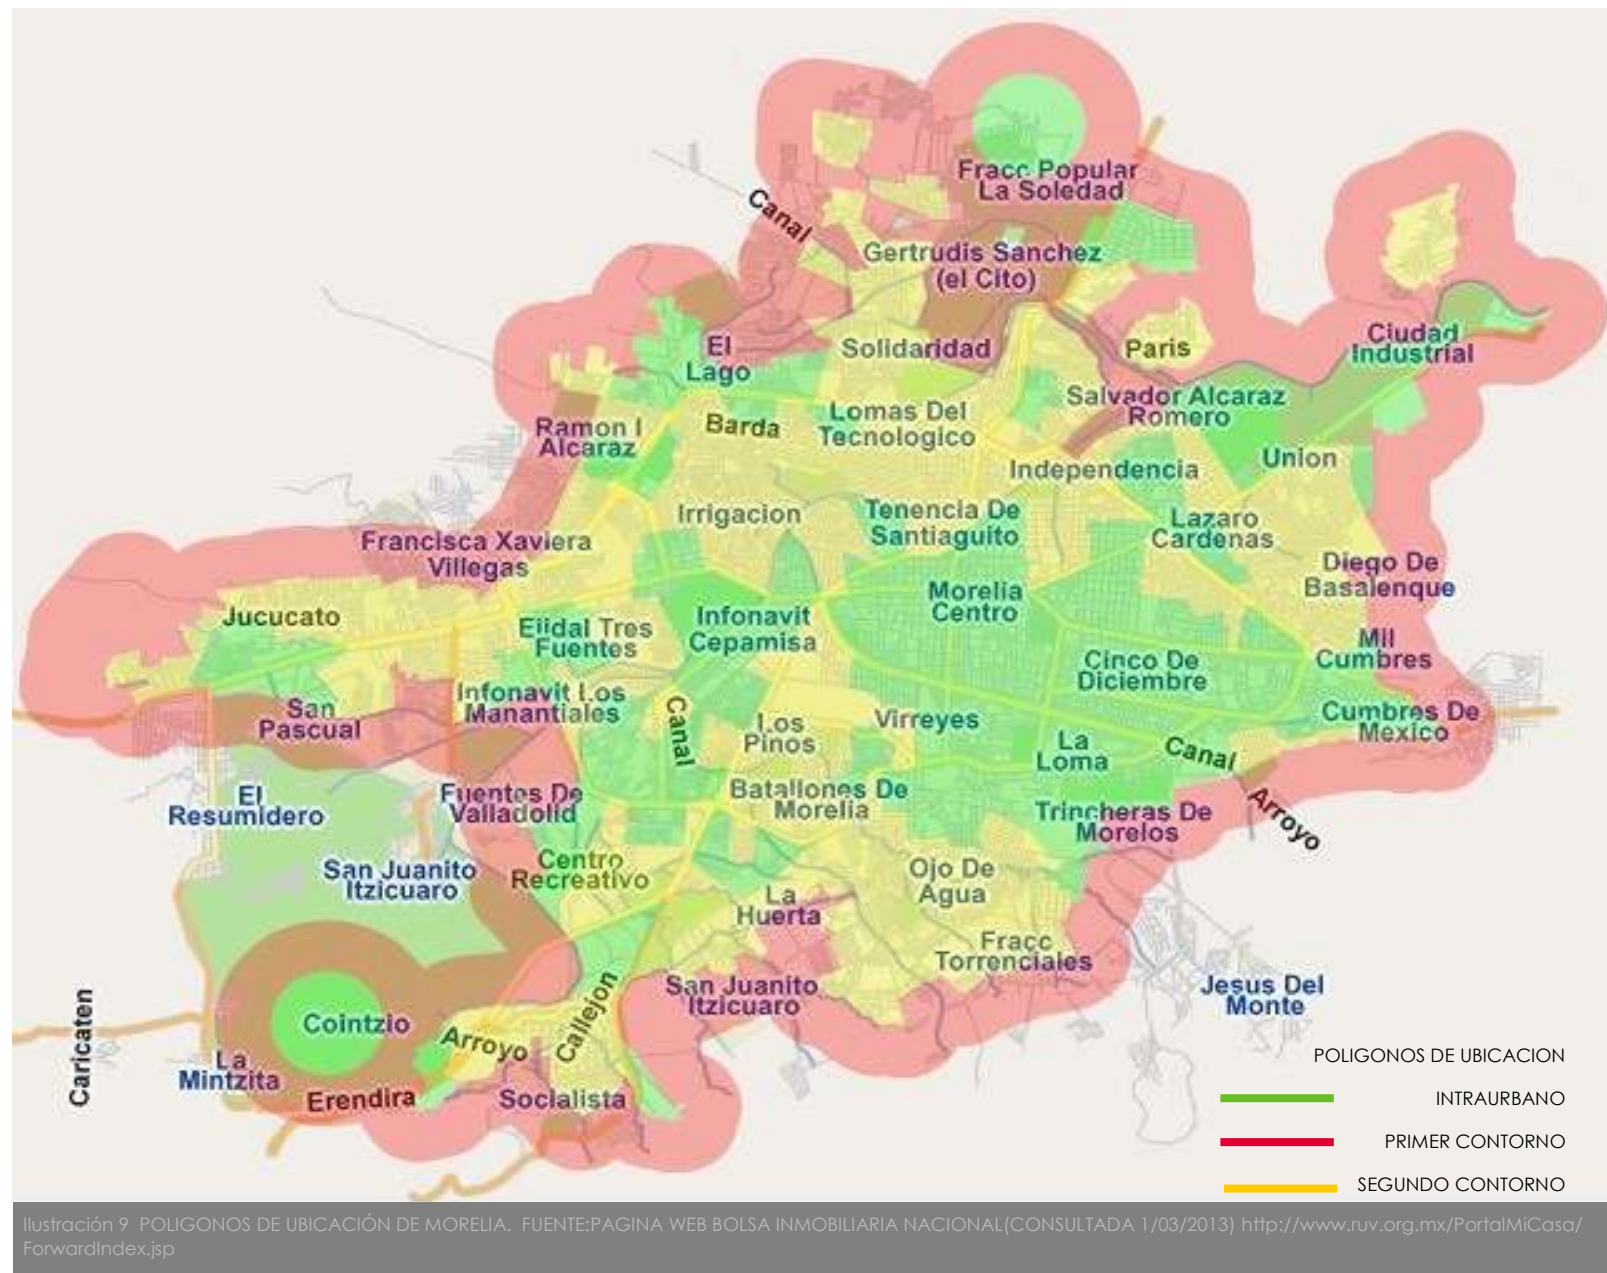 Fracc Popular
La Soledad
Canal
Gertrudis Sanchez
(el Cito)
Ciudad
Industrial
El
Lago
Solidaridad
Paris
Salvador Alcaraz
Romero
Ramon I
Alcaraz
Barda
Lomas Del
Tecnologico
Independencia
Union
Irrigacion
Tenencia De
Santiaguito
Lazaro
Cardenas
Francisca Xaviera
Villegas
Diego De
Basalenque
Jucucato
Eiidal Tres
Fuentes
Infonavit
Cepamisa
Morelia
Centro
Mil
Cumbres
Cinco De
Diciembre
San
Pascual
Infonavit Los
Manantiales
Canal
Los
Pinos
Virreyes
La
Loma
Canal
Cumbres De
Mexico
El
Resumidero
Fuentes De
Valladolid
Batallones De
Morelia
Trincheras De
Morelos
Arroyo
San Juanito
Itzicuaro
Centro
Recreativo
La
Huerta
Ojo De
Agua
Fracc
Torrenciales
San Juanito
Itzicuaro
Jesus Del
Monte
Caricaten
Cointzio
Arroyo
Callejon
La
Mintzita
Erendira
Socialista
POLIGONOS DE UBICACION
INTRAURBANO
PRIMER CONTORNO
SEGUNDO CONTORNO
Ilustración 9 POLIGONOS DE UBICACIÓN DE MORELIA. FUENTE:PAGINA WEB BOLSA INMOBILIARIA NACIONAL(CONSULTADA 1/03/2013) http://www.ruv.org.mx/PortalMiCasa/
ForwardIndex.jsp